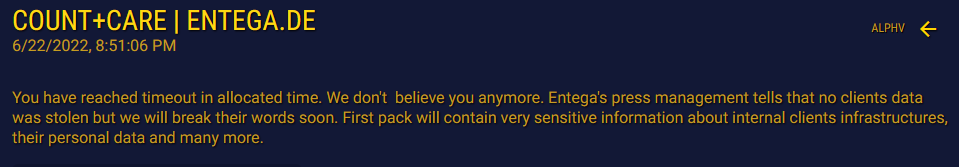 COUNT+CARE | ENTEGA.DE
6/22/2022, 8:51:06 PM
ALPHV
You have reached timeout in allocated time. We don't  believe you anymore. Entega's press management tells that no clients data
was stolen but we will break their words soon. First pack will contain very sensitive information about internal clients infrastructures,
their personal data and many more.